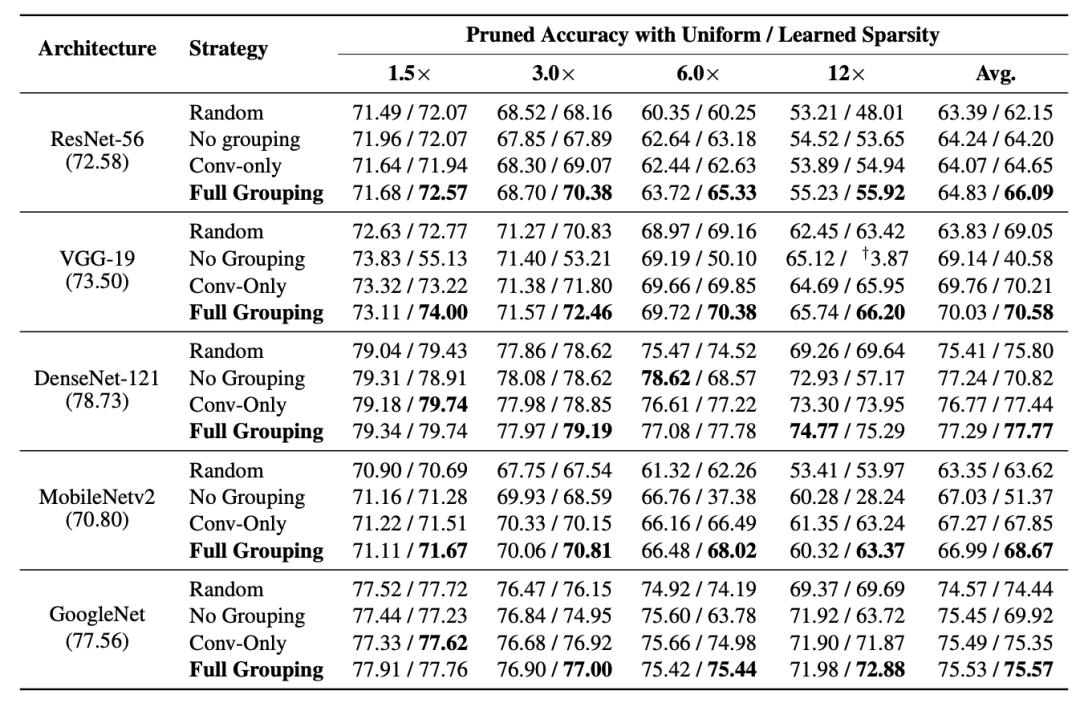 Architecture Strategy Pruned Accuracy with Uniform / Learned Sparsity
1.5× 3.0× 6.0× 12× Avg.
Random 71.49 / 72.07 68.52 / 68.16 60.35 / 60.25 53.21 / 48.01 63.39 / 62.15
ResNet-56 No grouping 71.96 / 72.07 67.85 / 67.89 62.64 / 63.18 54.52 / 53.65 64.24 / 64.20
(72.58) Conv-only 71.64 / 71.94 68.30 / 69.07 62.44 / 62.63 53.89 / 54.94 64.07 / 64.65
Full Grouping 71.68 / 72.57 68.70 / 70.38 63.72 / 65.33 55.23 / 55.92 64.83 / 66.09
Random 72.63 / 72.77 71.27 / 70.83 68.97 / 69.16 62.45 / 63.42 63.83 / 69.05
VGG-19 No Grouping 73.83 / 55.13 71.40 / 53.21 69.19 / 50.10 65.12 / †3.87 69.14 / 40.58
(73.50) Conv-Only 73.32 / 73.22 71.38 / 71.80 69.66 / 69.85 64.69 / 65.95 69.76 / 70.21
Full Grouping 73.11 / 74.00 71.57 / 72.46 69.72 / 70.38 65.74 / 66.20 70.03 / 70.58
Random 79.04 / 79.43 77.86 / 78.62 75.47 / 74.52 69.26 / 69.64 75.41 / 75.80
DenseNet-121 No Grouping 79.31 / 78.91 78.08 / 78.62 78.62 / 68.57 72.93 / 57.17 77.24 / 70.82
(78.73) Conv-Only 79.18 / 79.74 77.98 / 78.85 76.61 / 77.22 73.30 / 73.95 76.77 / 77.44
Full Grouping 79.34 / 79.74 77.97 / 79.19 77.08 / 77.78 74.77 / 75.29 77.29 / 77.77
Random 70.90 / 70.69 67.75 / 67.54 61.32 / 62.26 53.41 / 53.97 63.35 / 63.62
MobileNetv2 No Grouping 71.16 / 71.28 69.93 / 68.59 66.76 / 37.38 60.28 / 28.24 67.03 / 51.37
(70.80) Conv-Only 71.22 / 71.51 70.33 / 70.15 66.16 / 66.49 61.35 / 63.24 67.27 / 67.85
Full Grouping 71.11 / 71.67 70.06 / 70.81 66.48 / 68.02 60.32 / 63.37 66.99 / 68.67
Random 77.52 / 77.72 76.47 / 76.15 74.92 / 74.19 69.37 / 69.69 74.57 / 74.44
GoogleNet No Grouping 77.44 / 77.23 76.84 / 74.95 75.60 / 63.78 71.92 / 63.72 75.45 / 69.92
(77.56) Conv-Only 77.33 / 77.62 76.68 / 76.92 75.66 / 74.98 71.90 / 71.87 75.49 / 75.35
Full Grouping 77.91 / 77.76 76.90 / 77.00 75.42 / 75.44 71.98 / 72.88 75.53 / 75.57